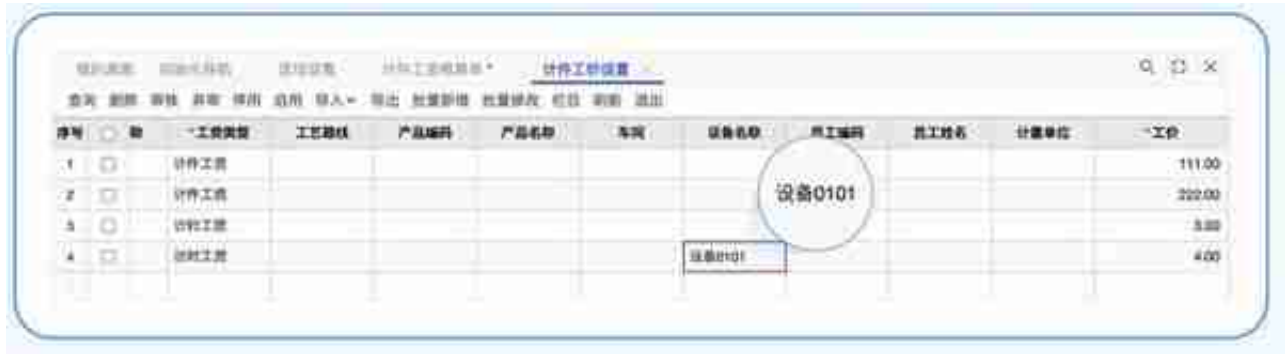 计件工价设置
查询 删除 审核 弃审 停用 启用 导入 导出 批量新增 批量修改 栏目 刷新 退出
序号 *工资类型 工艺路线 产品编码 产品名称 车间 设备名称 员工编码 员工姓名 计量单位 *工价
1 计件工资 111.00
2 计件工资 222.00
设备0101
3 计时工资 3.00
4 计时工资 设备0101 4.00